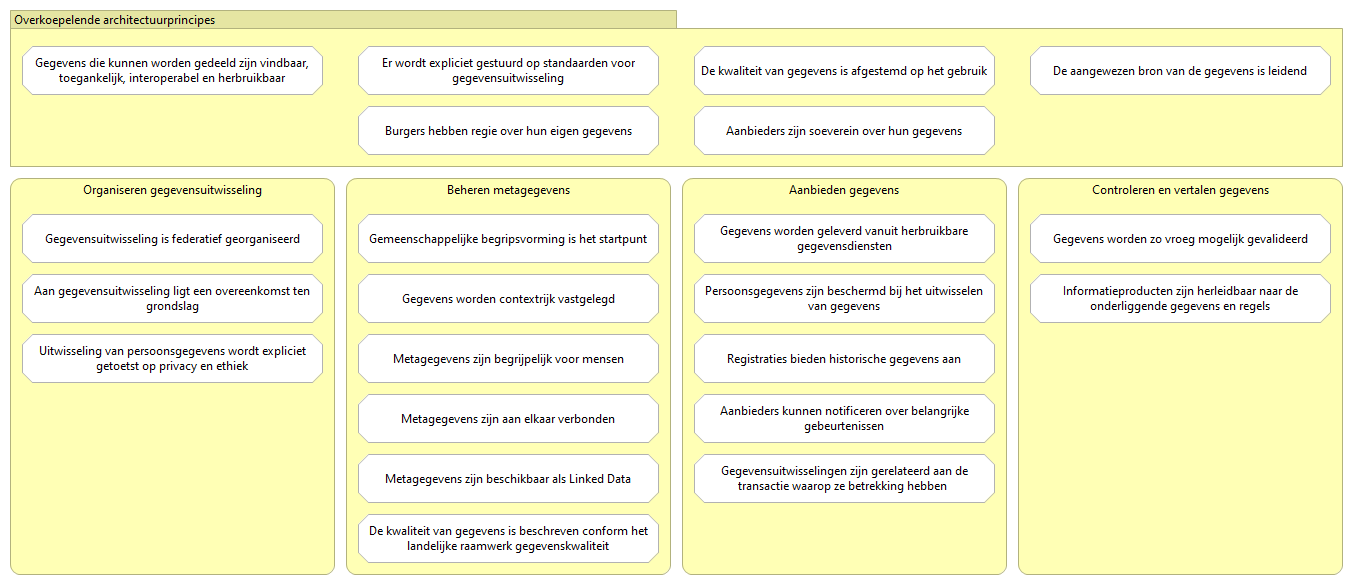 Overkoepelende architectuurprincipes
Gegevens die kunnen worden gedeeld zijn vindbaar,
toegankelijk, interoperabel en herbruikbaar
Er wordt expliciet gestuurd op standaarden voor
gegevensuitwisseling
De kwaliteit van gegevens is afgestemd op het gebruik
De aangewezen bron van de gegevens is leidend
Burgers hebben regie over hun eigen gegevens
Aanbieders zijn soeverein over hun gegevens
Organiseren gegevensuitwisseling
Gegevensuitwisseling is federatief georganiseerd
Aan gegevensuitwisseling ligt een overeenkomst ten
grondslag
Uitwisseling van persoonsgegevens wordt expliciet
getoetst op privacy en ethiek
Beheren metagegevens
Gemeenschappelijke begripsvorming is het startpunt
Gegevens worden contextrijk vastgelegd
Metagegevens zijn begrijpelijk voor mensen
Metagegevens zijn aan elkaar verbonden
Metagegevens zijn beschikbaar als Linked Data
De kwaliteit van gegevens is beschreven conform het
landelijke raamwerk gegevenskwaliteit
Aanbieden gegevens
Gegevens worden geleverd vanuit herbruikbare
gegevensdiensten
Persoonsgegevens zijn beschermd bij het uitwisselen
van gegevens
Registraties bieden historische gegevens aan
Aanbieders kunnen notificeren over belangrijke
gebeurtenissen
Gegevensuitwisselingen zijn gerelateerd aan de
transactie waarop ze betrekking hebben
Controleren en vertalen gegevens
Gegevens worden zo vroeg mogelijk gevalideerd
Informatieproducten zijn herleidbaar naar de
onderliggende gegevens en regels